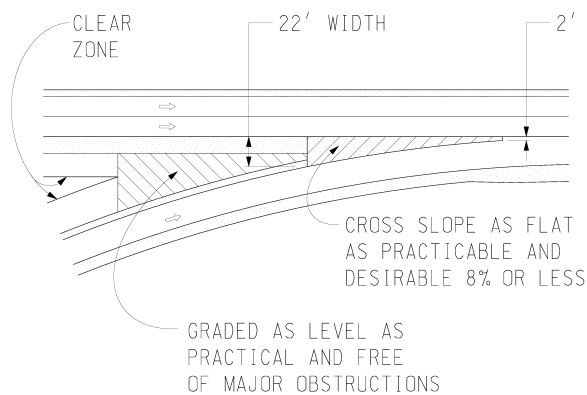 CLEAR
ZONE
22' WIDTH
2'
CROSS SLOPE AS FLAT
AS PRACTICABLE AND
DESIRABLE 8% OR LESS
GRADED AS LEVEL AS
PRACTICAL AND FREE
OF MAJOR OBSTRUCTIONS